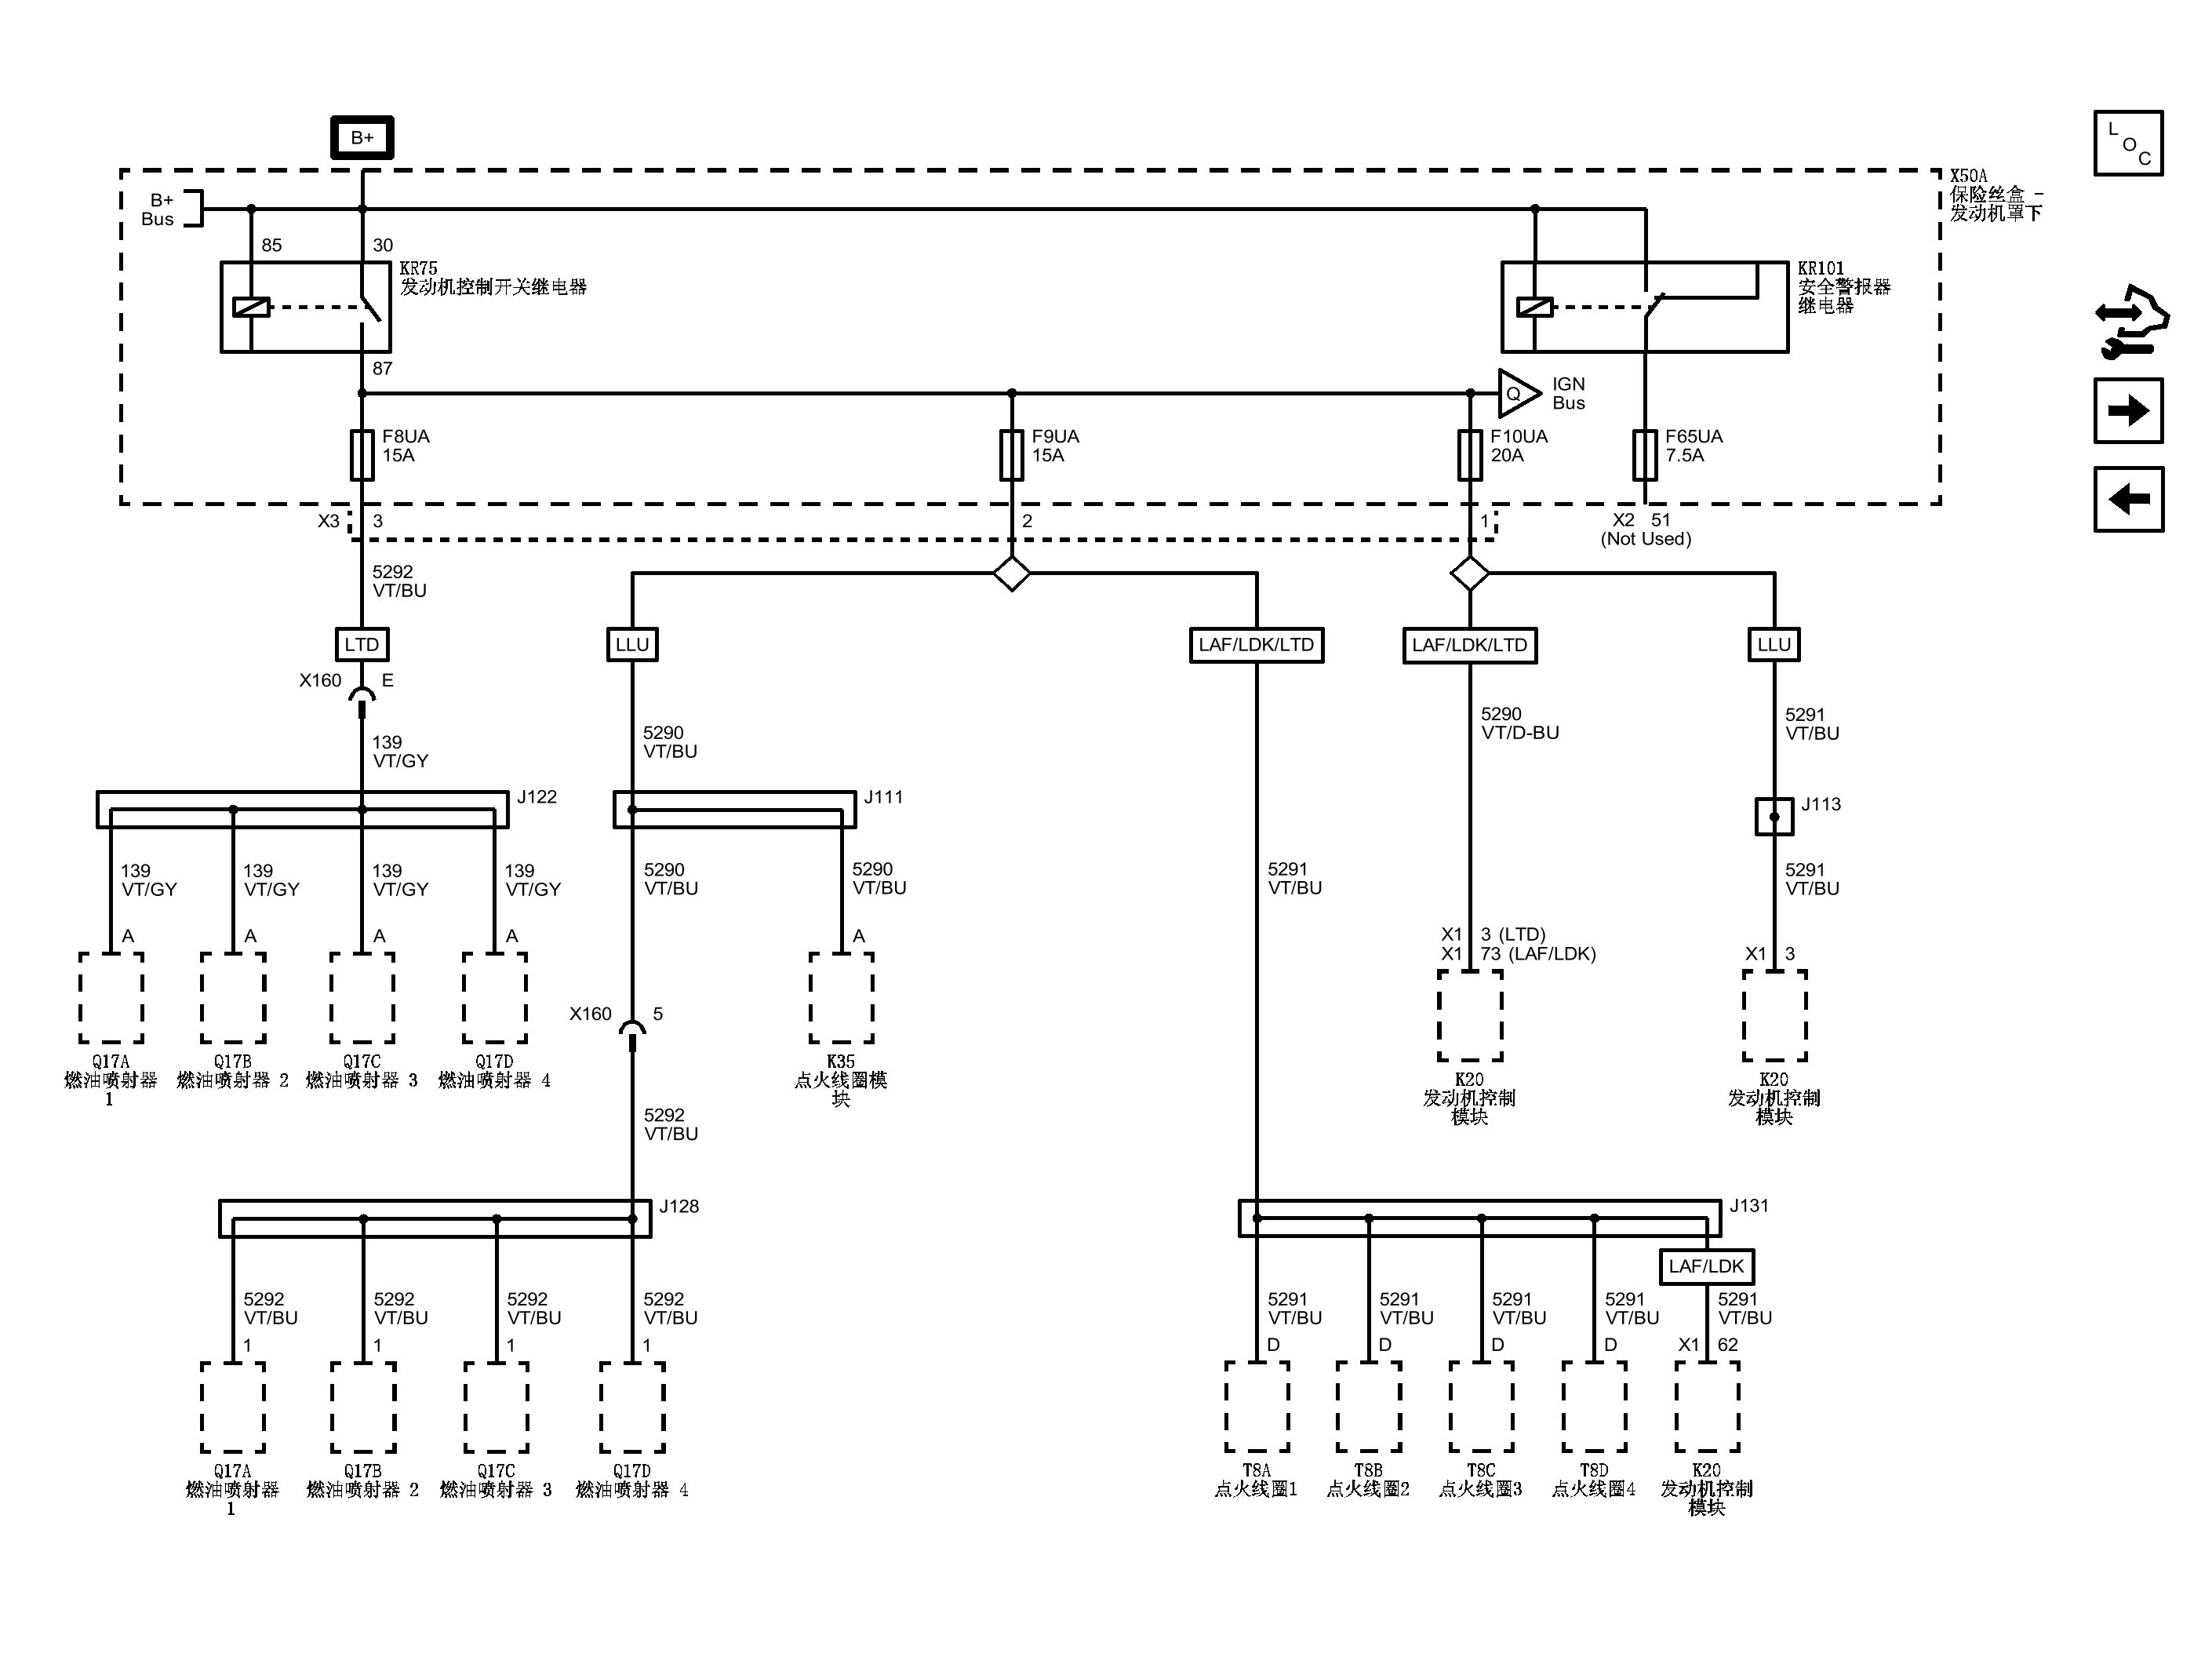 B+
L
O
C
X50A
保险丝盒 -
发动机罩下
B+
Bus
85
30
KR75
发动机控制开关继电器
87
KR101
安全警报器
继电器
Q
IGN
Bus
F8UA
15A
F9UA
15A
F10UA
20A
F65UA
7.5A
X3
3
2
1
X2 51
(Not Used)
5292
VT/BU
LTD
LLU
LAF/LDK/LTD
LAF/LDK/LTD
LLU
X160
E
139
VT/GY
5290
VT/BU
5290
VT/D-BU
5291
VT/BU
J122
J111
J113
139
VT/GY
139
VT/GY
139
VT/GY
139
VT/GY
5290
VT/BU
5290
VT/BU
5291
VT/BU
5291
VT/BU
A
A
A
A
A
X1 3 (LTD)
X1 73 (LAF/LDK)
X1 3
X160
5
Q17A
燃油喷射器
1
Q17B
燃油喷射器 2
Q17C
燃油喷射器 3
Q17D
燃油喷射器 4
K35
点火线圈模
块
K20
发动机控制
模块
K20
发动机控制
模块
5292
VT/BU
J128
J131
LAF/LDK
5292
VT/BU
5292
VT/BU
5292
VT/BU
5292
VT/BU
5291
VT/BU
5291
VT/BU
5291
VT/BU
5291
VT/BU
5291
VT/BU
1
1
1
1
D
D
D
D
X1 62
Q17A
燃油喷射器
1
Q17B
燃油喷射器 2
Q17C
燃油喷射器 3
Q17D
燃油喷射器 4
T8A
点火线圈1
T8B
点火线圈2
T8C
点火线圈3
T8D
点火线圈4
K20
发动机控制
模块